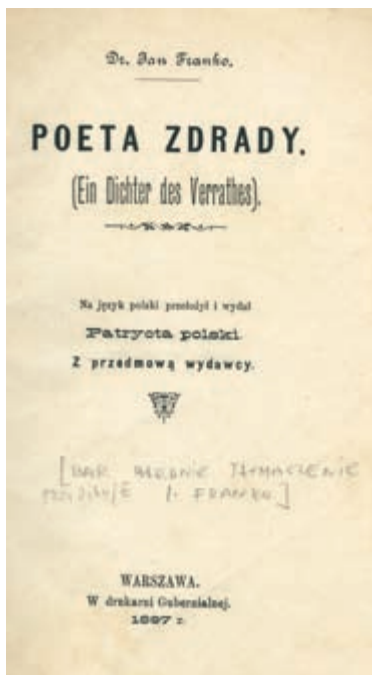 Dr. Jan Franko.
POETA ZDRADY.
(Ein Dichter des Verrathes).
Na język polski przełożył i wydał
Patryota polski
Z przedmową wydawcy.
TŁUMACZENIE
I. FRANKO]
WARSZAWA.
W drukarni Gubernialnej.
1897 r.